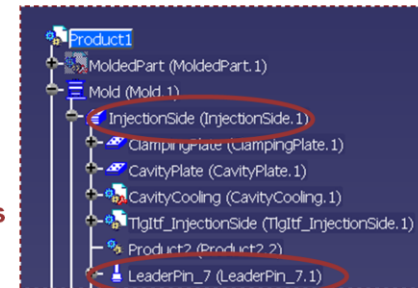 Product1
MoldedPart (MoldedPart.1)
Mold (Mold.1)
InjectionSide (InjectionSide.1)
ClampingPlate (ClampingPlate.1)
CavityPlate (CavityPlate.1)
CavityCooling (CavityCooling.1)
s
TlgItf_InjectionSide (TlgItf_InjectionSide.1)
Product2 (Product2.2)
LeaderPin_7 (LeaderPin_7.1)